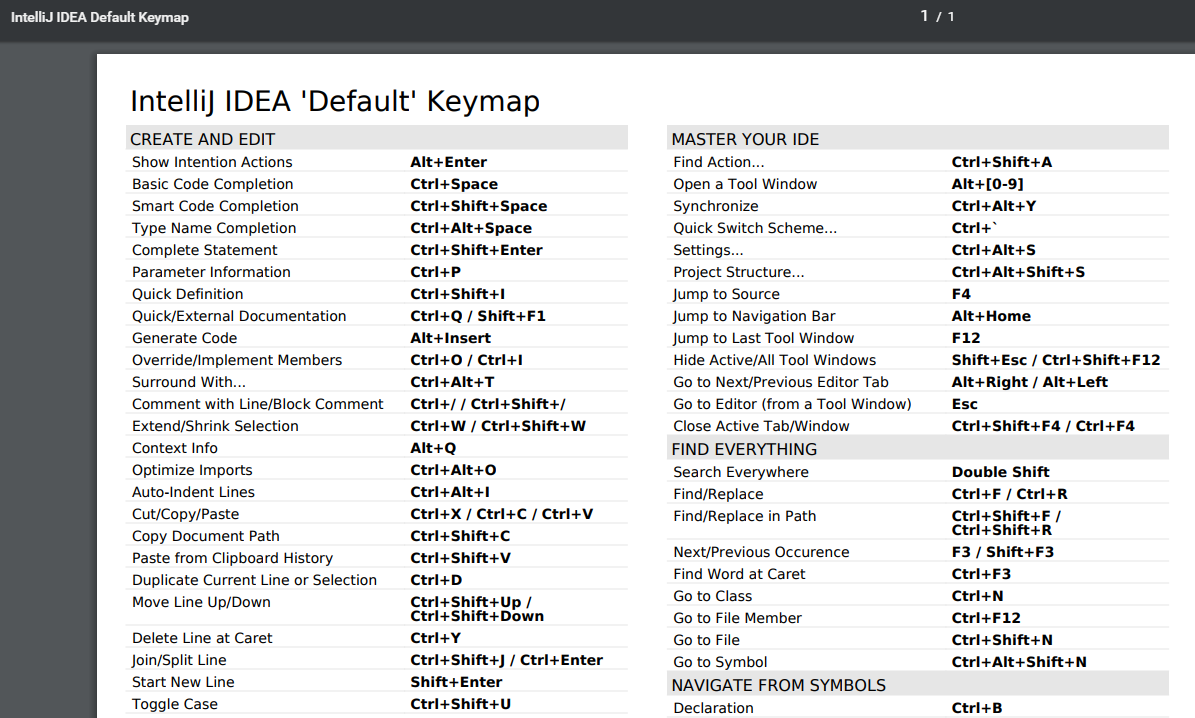 IntelliJ IDEA Default Keymap
1 / 1
IntelliJ IDEA 'Default' Keymap
CREATE AND EDIT
Show Intention Actions Alt+Enter
Basic Code Completion Ctrl+Space
Smart Code Completion Ctrl+Shift+Space
Type Name Completion Ctrl+Alt+Space
Complete Statement Ctrl+Shift+Enter
Parameter Information Ctrl+P
Quick Definition Ctrl+Shift+I
Quick/External Documentation Ctrl+Q / Shift+F1
Generate Code Alt+Insert
Override/Implement Members Ctrl+O / Ctrl+I
Surround With... Ctrl+Alt+T
Comment with Line/Block Comment Ctrl+/ / Ctrl+Shift+/
Extend/Shrink Selection Ctrl+W / Ctrl+Shift+W
Context Info Alt+Q
Optimize Imports Ctrl+Alt+O
Auto-Indent Lines Ctrl+Alt+I
Cut/Copy/Paste Ctrl+X / Ctrl+C / Ctrl+V
Copy Document Path Ctrl+Shift+C
Paste from Clipboard History Ctrl+Shift+V
Duplicate Current Line or Selection Ctrl+D
Move Line Up/Down Ctrl+Shift+Up /
Ctrl+Shift+Down
Delete Line at Caret Ctrl+Y
Join/Split Line Ctrl+Shift+J / Ctrl+Enter
Start New Line Shift+Enter
Toggle Case Ctrl+Shift+U
MASTER YOUR IDE
Find Action... Ctrl+Shift+A
Open a Tool Window Alt+[0-9]
Synchronize Ctrl+Alt+Y
Quick Switch Scheme... Ctrl+`
Settings... Ctrl+Alt+S
Project Structure... Ctrl+Alt+Shift+S
Jump to Source F4
Jump to Navigation Bar Alt+Home
Jump to Last Tool Window F12
Hide Active/All Tool Windows Shift+Esc / Ctrl+Shift+F12
Go to Next/Previous Editor Tab Alt+Right / Alt+Left
Go to Editor (from a Tool Window) Esc
Close Active Tab/Window Ctrl+Shift+F4 / Ctrl+F4
FIND EVERYTHING
Search Everywhere Double Shift
Find/Replace Ctrl+F / Ctrl+R
Find/Replace in Path Ctrl+Shift+F /
Ctrl+Shift+R
Next/Previous Occurence F3 / Shift+F3
Find Word at Caret Ctrl+F3
Go to Class Ctrl+N
Go to File Member Ctrl+F12
Go to File Ctrl+Shift+N
Go to Symbol Ctrl+Alt+Shift+N
NAVIGATE FROM SYMBOLS
Declaration Ctrl+B